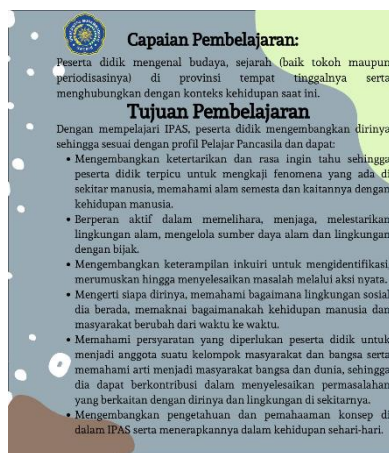 Capaian Pembelajaran:
Peserta didik mengenal budaya, sejarah (baik tokoh maupun
periodisasinya) di provinsi tempat tinggalnya serta
menghubungkan dengan konteks kehidupan saat ini.
Tujuan Pembelajaran
Dengan mempelajari IPAS, peserta didik mengembangkan dirinya
sehingga sesuai dengan profil Pelajar Pancasila dan dapat:
• Mengembangkan ketertarikan dan rasa ingin tahu sehingga
peserta didik terpicu untuk mengkaji fenomena yang ada di
sekitar manusia, memahami alam semesta dan kaitannya dengan
kehidupan manusia.
• Berperan aktif dalam memelihara, menjaga, melestarikan
lingkungan alam, mengelola sumber daya alam dan lingkungan
dengan bijak.
• Mengembangkan keterampilan inkuiri untuk mengidentifikasi,
merumuskan hingga menyelesaikan masalah melalui aksi nyata.
• Mengerti siapa dirinya, memahami bagaimana lingkungan sosial
dia berada, memaknai bagaimanakah kehidupan manusia dan
masyarakat berubah dari waktu ke waktu.
• Memahami persyaratan yang diperlukan peserta didik untuk
menjadi anggota suatu kelompok masyarakat dan bangsa serta
memahami arti menjadi masyarakat bangsa dan dunia, sehingga
dia dapat berkontribusi dalam menyelesaikan permasalahan
yang berkaitan dengan dirinya dan lingkungan di sekitarnya.
• Mengembangkan pengetahuan dan pemahaaman konsep di
dalam IPAS serta menerapkannya dalam kehidupan sehari-hari.